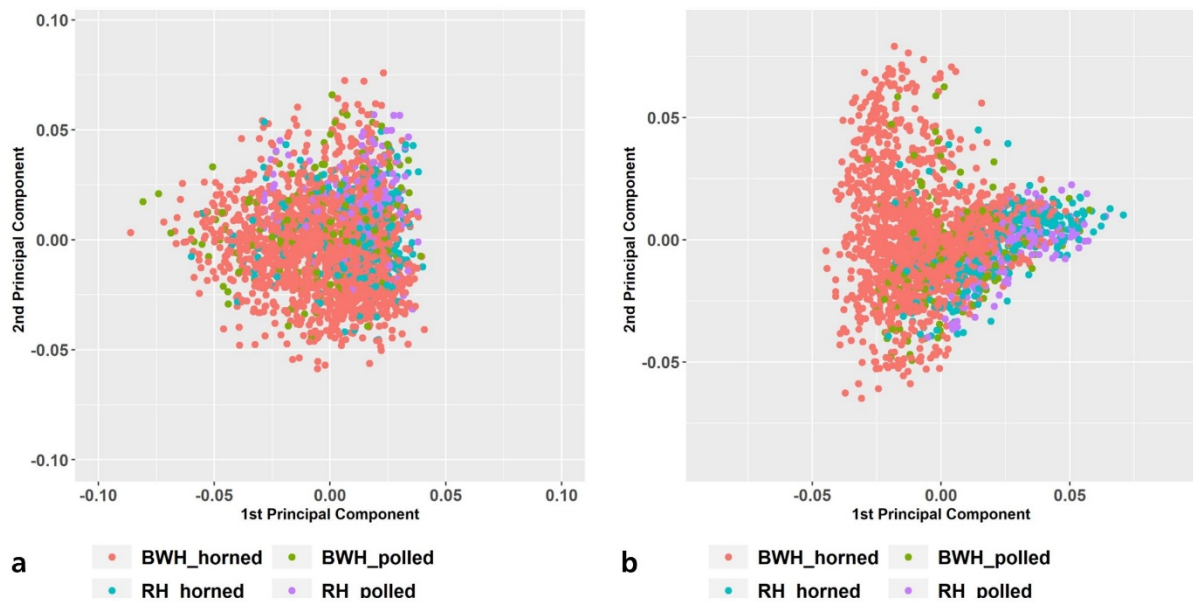 0.10
0.05
0.00
-0.05
-0.10
2nd Principal Component
-0.10 -0.05 0.00 0.05 0.10
1st Principal Component
a
BWH_horned BWH_polled
RH_horned RH_polled
0.05
0.00
-0.05
2nd Principal Component
-0.05 0.00 0.05
1st Principal Component
b
BWH_horned BWH_polled
RH_horned RH_polled